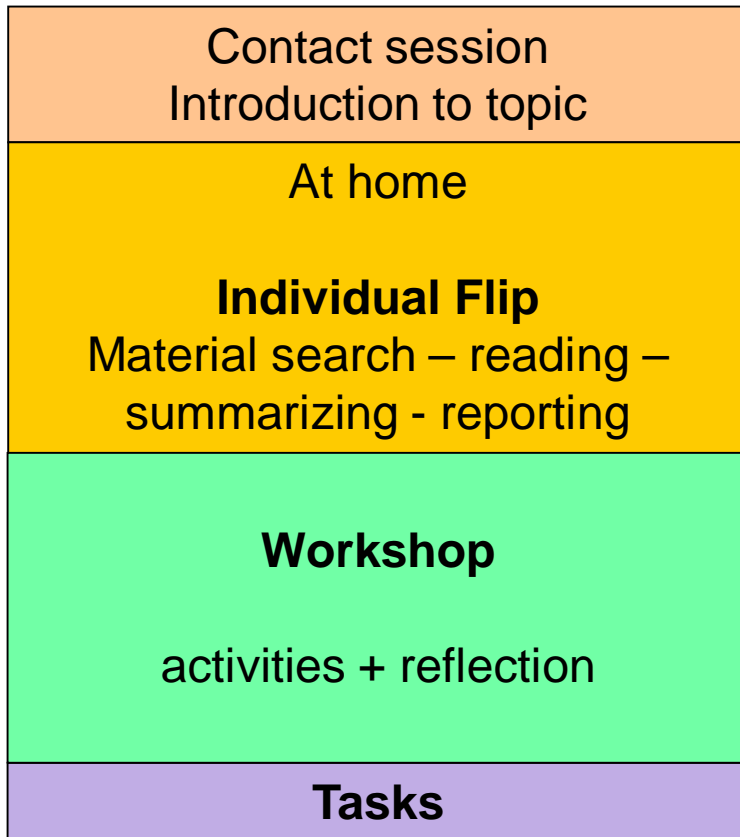 Contact session
Introduction to topic
At home
Individual Flip
Material search – reading –
summarizing - reporting
Workshop
activities + reflection
Tasks